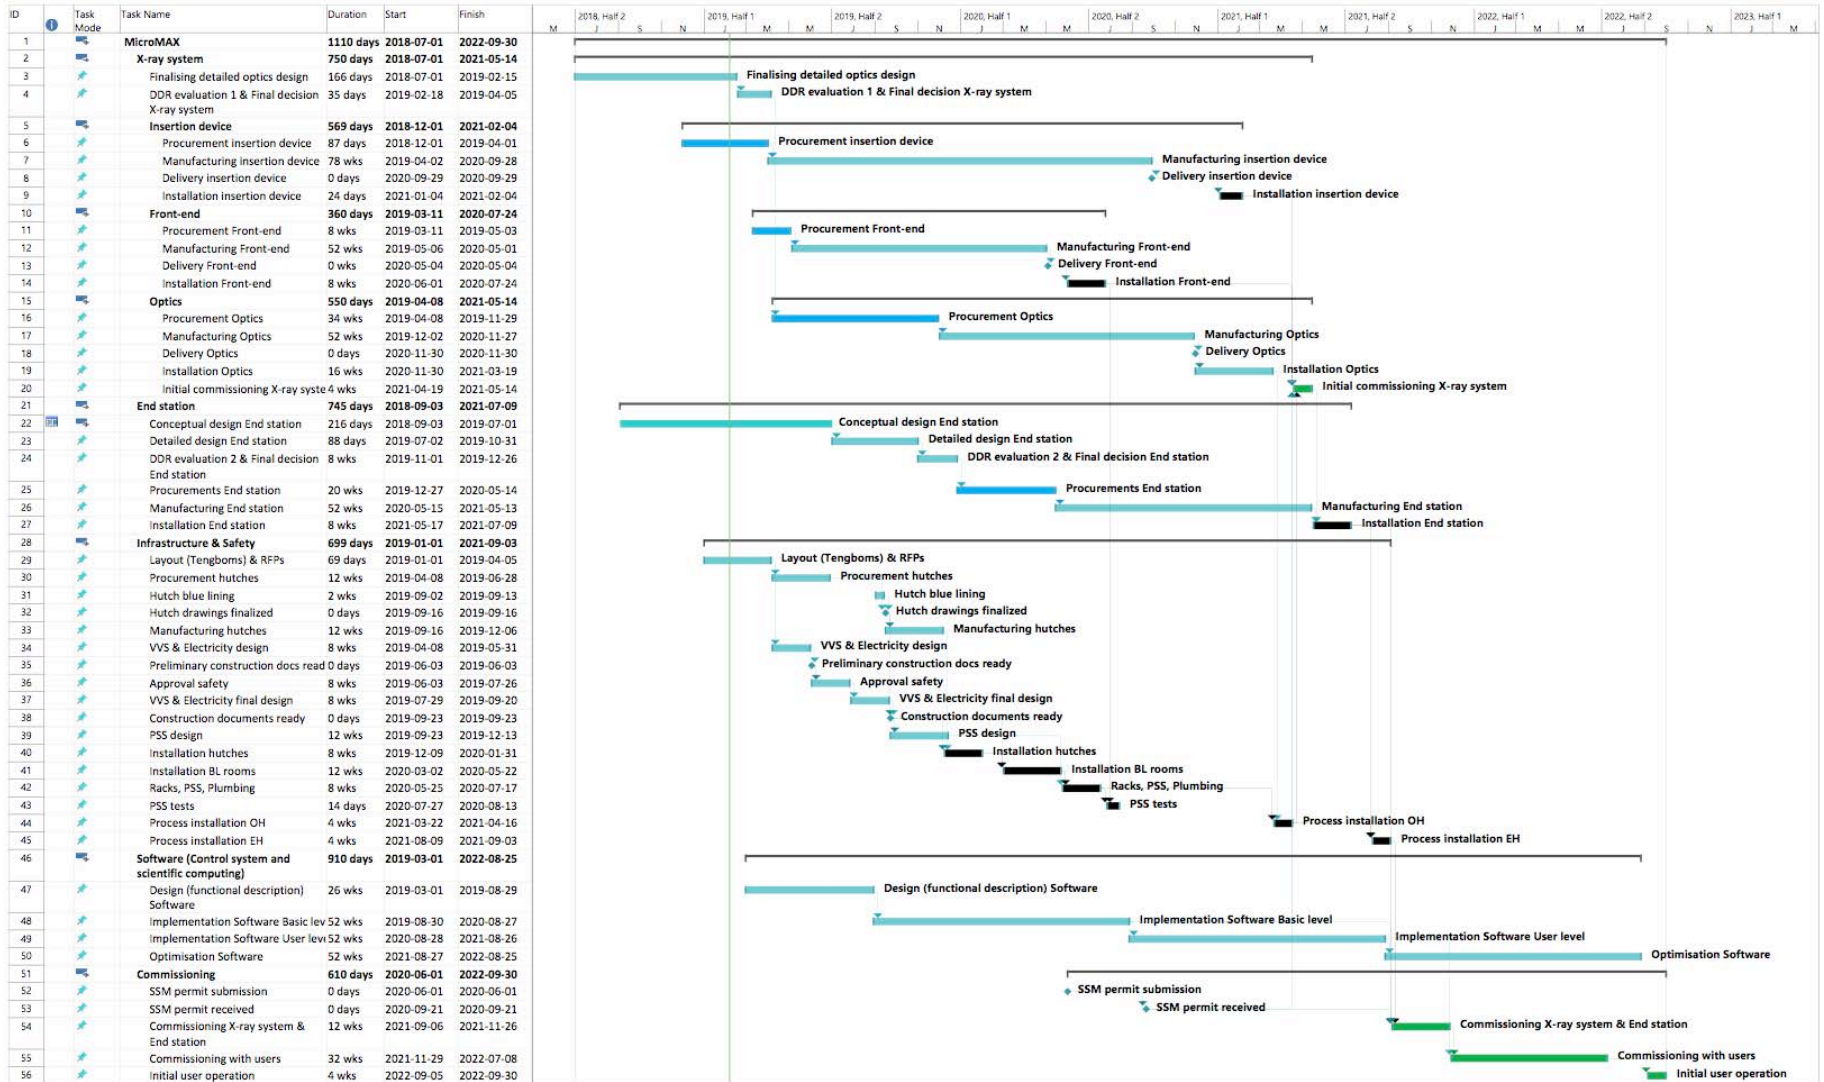 ID Task Mode Task Name Duration Start Finish 2018, Half 2 2019, Half 1 2019, Half 2 2020, Half 1 2020, Half 2 2021, Half 1 2021, Half 2 2022, Half 1 2022, Half 2 2023, Half 1
M J S N J M M J S N J M M J S N J M M J S N J M M J S N J M
1 MicroMAX 1110 days 2018-07-01 2022-09-30
2 X-ray system 750 days 2018-07-01 2021-05-14
3 Finalising detailed optics design 166 days 2018-07-01 2019-02-15 Finalising detailed optics design
4 DDR evaluation 1 & Final decision 35 days 2019-02-18 2019-04-05 DDR evaluation 1 & Final decision X-ray system
X-ray system
5 Insertion device 569 days 2018-12-01 2021-02-04
6 Procurement insertion device 87 days 2018-12-01 2019-04-01 Procurement insertion device
7 Manufacturing insertion device 78 wks 2019-04-02 2020-09-28 Manufacturing insertion device
8 Delivery insertion device 0 days 2020-09-29 2020-09-29 Delivery insertion device
9 Installation insertion device 24 days 2021-01-04 2021-02-04 Installation insertion device
10 Front-end 360 days 2019-03-11 2020-07-24
11 Procurement Front-end 8 wks 2019-03-11 2019-05-03 Procurement Front-end
12 Manufacturing Front-end 52 wks 2019-05-06 2020-05-01 Manufacturing Front-end
13 Delivery Front-end 0 wks 2020-05-04 2020-05-04 Delivery Front-end
14 Installation Front-end 8 wks 2020-06-01 2020-07-24 Installation Front-end
15 Optics 550 days 2019-04-08 2021-05-14
16 Procurement Optics 34 wks 2019-04-08 2019-11-29 Procurement Optics
17 Manufacturing Optics 52 wks 2019-12-02 2020-11-27 Manufacturing Optics
18 Delivery Optics 0 days 2020-11-30 2020-11-30 Delivery Optics
19 Installation Optics 16 wks 2020-11-30 2021-03-19 Installation Optics
20 Initial commissioning X-ray syste 4 wks 2021-04-19 2021-05-14 Initial commissioning X-ray system
21 End station 745 days 2018-09-03 2021-07-09
22 Conceptual design End station 216 days 2018-09-03 2019-07-01 Conceptual design End station
23 Detailed design End station 88 days 2019-07-02 2019-10-31 Detailed design End station
24 DDR evaluation 2 & Final decision 8 wks 2019-11-01 2019-12-26 DDR evaluation 2 & Final decision End station
End station
25 Procurements End station 20 wks 2019-12-27 2020-05-14 Procurements End station
26 Manufacturing End station 52 wks 2020-05-15 2021-05-13 Manufacturing End station
27 Installation End station 8 wks 2021-05-17 2021-07-09 Installation End station
28 Infrastructure & Safety 699 days 2019-01-01 2021-09-03
29 Layout (Tengboms) & RFPs 69 days 2019-01-01 2019-04-05 Layout (Tengboms) & RFPs
30 Procurement hutches 12 wks 2019-04-08 2019-06-28 Procurement hutches
31 Hutch blue lining 2 wks 2019-09-02 2019-09-13 Hutch blue lining
32 Hutch drawings finalized 0 days 2019-09-16 2019-09-16 Hutch drawings finalized
33 Manufacturing hutches 12 wks 2019-09-16 2019-12-06 Manufacturing hutches
34 VVS & Electricity design 8 wks 2019-04-08 2019-05-31 VVS & Electricity design
35 Preliminary construction docs read 0 days 2019-06-03 2019-06-03 Preliminary construction docs ready
36 Approval safety 8 wks 2019-06-03 2019-07-26 Approval safety
37 VVS & Electricity final design 8 wks 2019-07-29 2019-09-20 VVS & Electricity final design
38 Construction documents ready 0 days 2019-09-23 2019-09-23 Construction documents ready
39 PSS design 12 wks 2019-09-23 2019-12-13 PSS design
40 Installation hutches 8 wks 2019-12-09 2020-01-31 Installation hutches
41 Installation BL rooms 12 wks 2020-03-02 2020-05-22 Installation BL rooms
42 Racks, PSS, Plumbing 8 wks 2020-05-25 2020-07-17 Racks, PSS, Plumbing
43 PSS tests 14 days 2020-07-27 2020-08-13 PSS tests
44 Process installation OH 4 wks 2021-03-22 2021-04-16 Process installation OH
45 Process installation EH 4 wks 2021-08-09 2021-09-03 Process installation EH
46 Software (Control system and 910 days 2019-03-01 2022-08-25
scientific computing)
47 Design (functional description) 26 wks 2019-03-01 2019-08-29 Design (functional description) Software
Software
48 Implementation Software Basic lev 52 wks 2019-08-30 2020-08-27 Implementation Software Basic level
49 Implementation Software User leve 52 wks 2020-08-28 2021-08-26 Implementation Software User level
50 Optimisation Software 52 wks 2021-08-27 2022-08-25 Optimisation Software
51 Commissioning 610 days 2020-06-01 2022-09-30
52 SSM permit submission 0 days 2020-06-01 2020-06-01 SSM permit submission
53 SSM permit received 0 days 2020-09-21 2020-09-21 SSM permit received
54 Commissioning X-ray system & 12 wks 2021-09-06 2021-11-26 Commissioning X-ray system & End station
End station
55 Commissioning with users 32 wks 2021-11-29 2022-07-08 Commissioning with users
56 Initial user operation 4 wks 2022-09-05 2022-09-30 Initial user operation